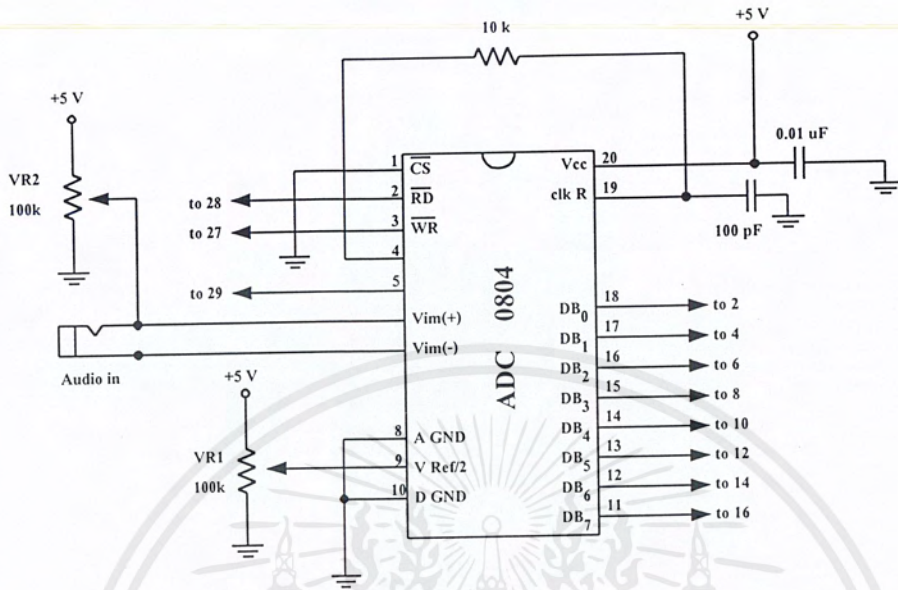 10 k
+5 V
+5 V
0.01 uF
VR2
100k
1
CS
Vcc
20
to 28
2
RD
clk R
19
to 27
3
WR
100 pF
4
to 29
5
ADC 0804
DB0
18
to 2
Vim(+)
DB1
17
to 4
Vim(-)
DB2
16
to 6
Audio in
+5 V
DB3
15
to 8
DB4
14
to 10
8
A GND
DB5
13
to 12
VR1
100k
9
V Ref/2
DB6
12
to 14
10
D GND
DB7
11
to 16